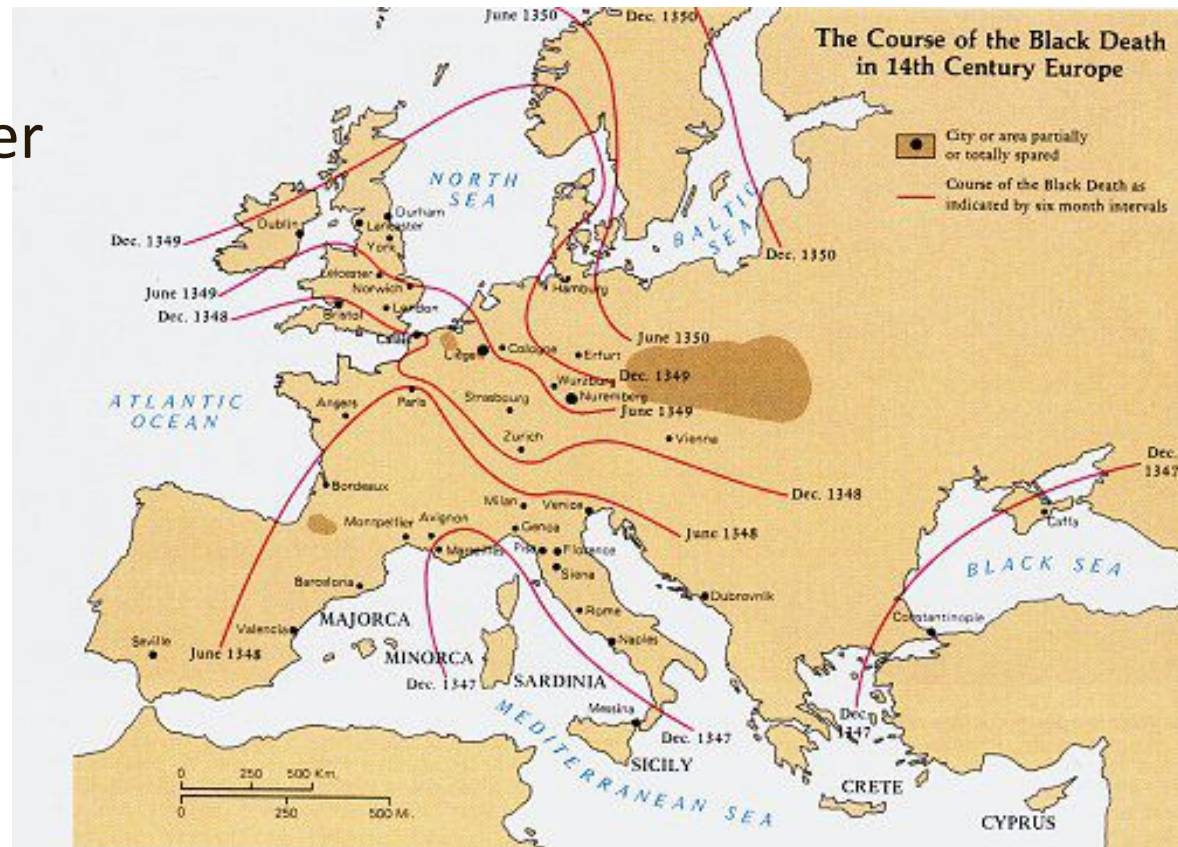 er
June 1350
Dec. 1350
The Course of the Black Death
in 14th Century Europe
City or area partially
or totally spared
Course of the Black Death as
indicated by six month intervals
NORTH
SEA
BALTIC
SEA
Durham
Dublin
Lancaster
York
Dec. 1349
Leicester
Norwich
June 1349
Dec. 1348
Bristol
London
Calais
Hamburg
Dec. 1350
June 1350
Liege
Cologne
Erfurt
Dec. 1349
Wurzburg
Nuremberg
June 1349
ATLANTIC
OCEAN
Angers
Paris
Strasbourg
Zurich
Vienna
Dec. 1348
Bordeaux
Milan
Venice
June 1348
Dec.
1347
Caffa
BLACK SEA
Montpellier
Avignon
Genoa
Marseilles
Pisa
Florence
Siena
Barcelona
Rome
Dubrovnik
Constantinople
MAJORCA
Valencia
Naples
Seville
June 1348
MINORCA
Dec. 1347
SARDINIA
Messina
Dec. 1347
Dec.
1347
MEDITERRANEAN SEA
SICILY
CRETE
CYPRUS
0 250 500 Km.
0 250 500 Mi.